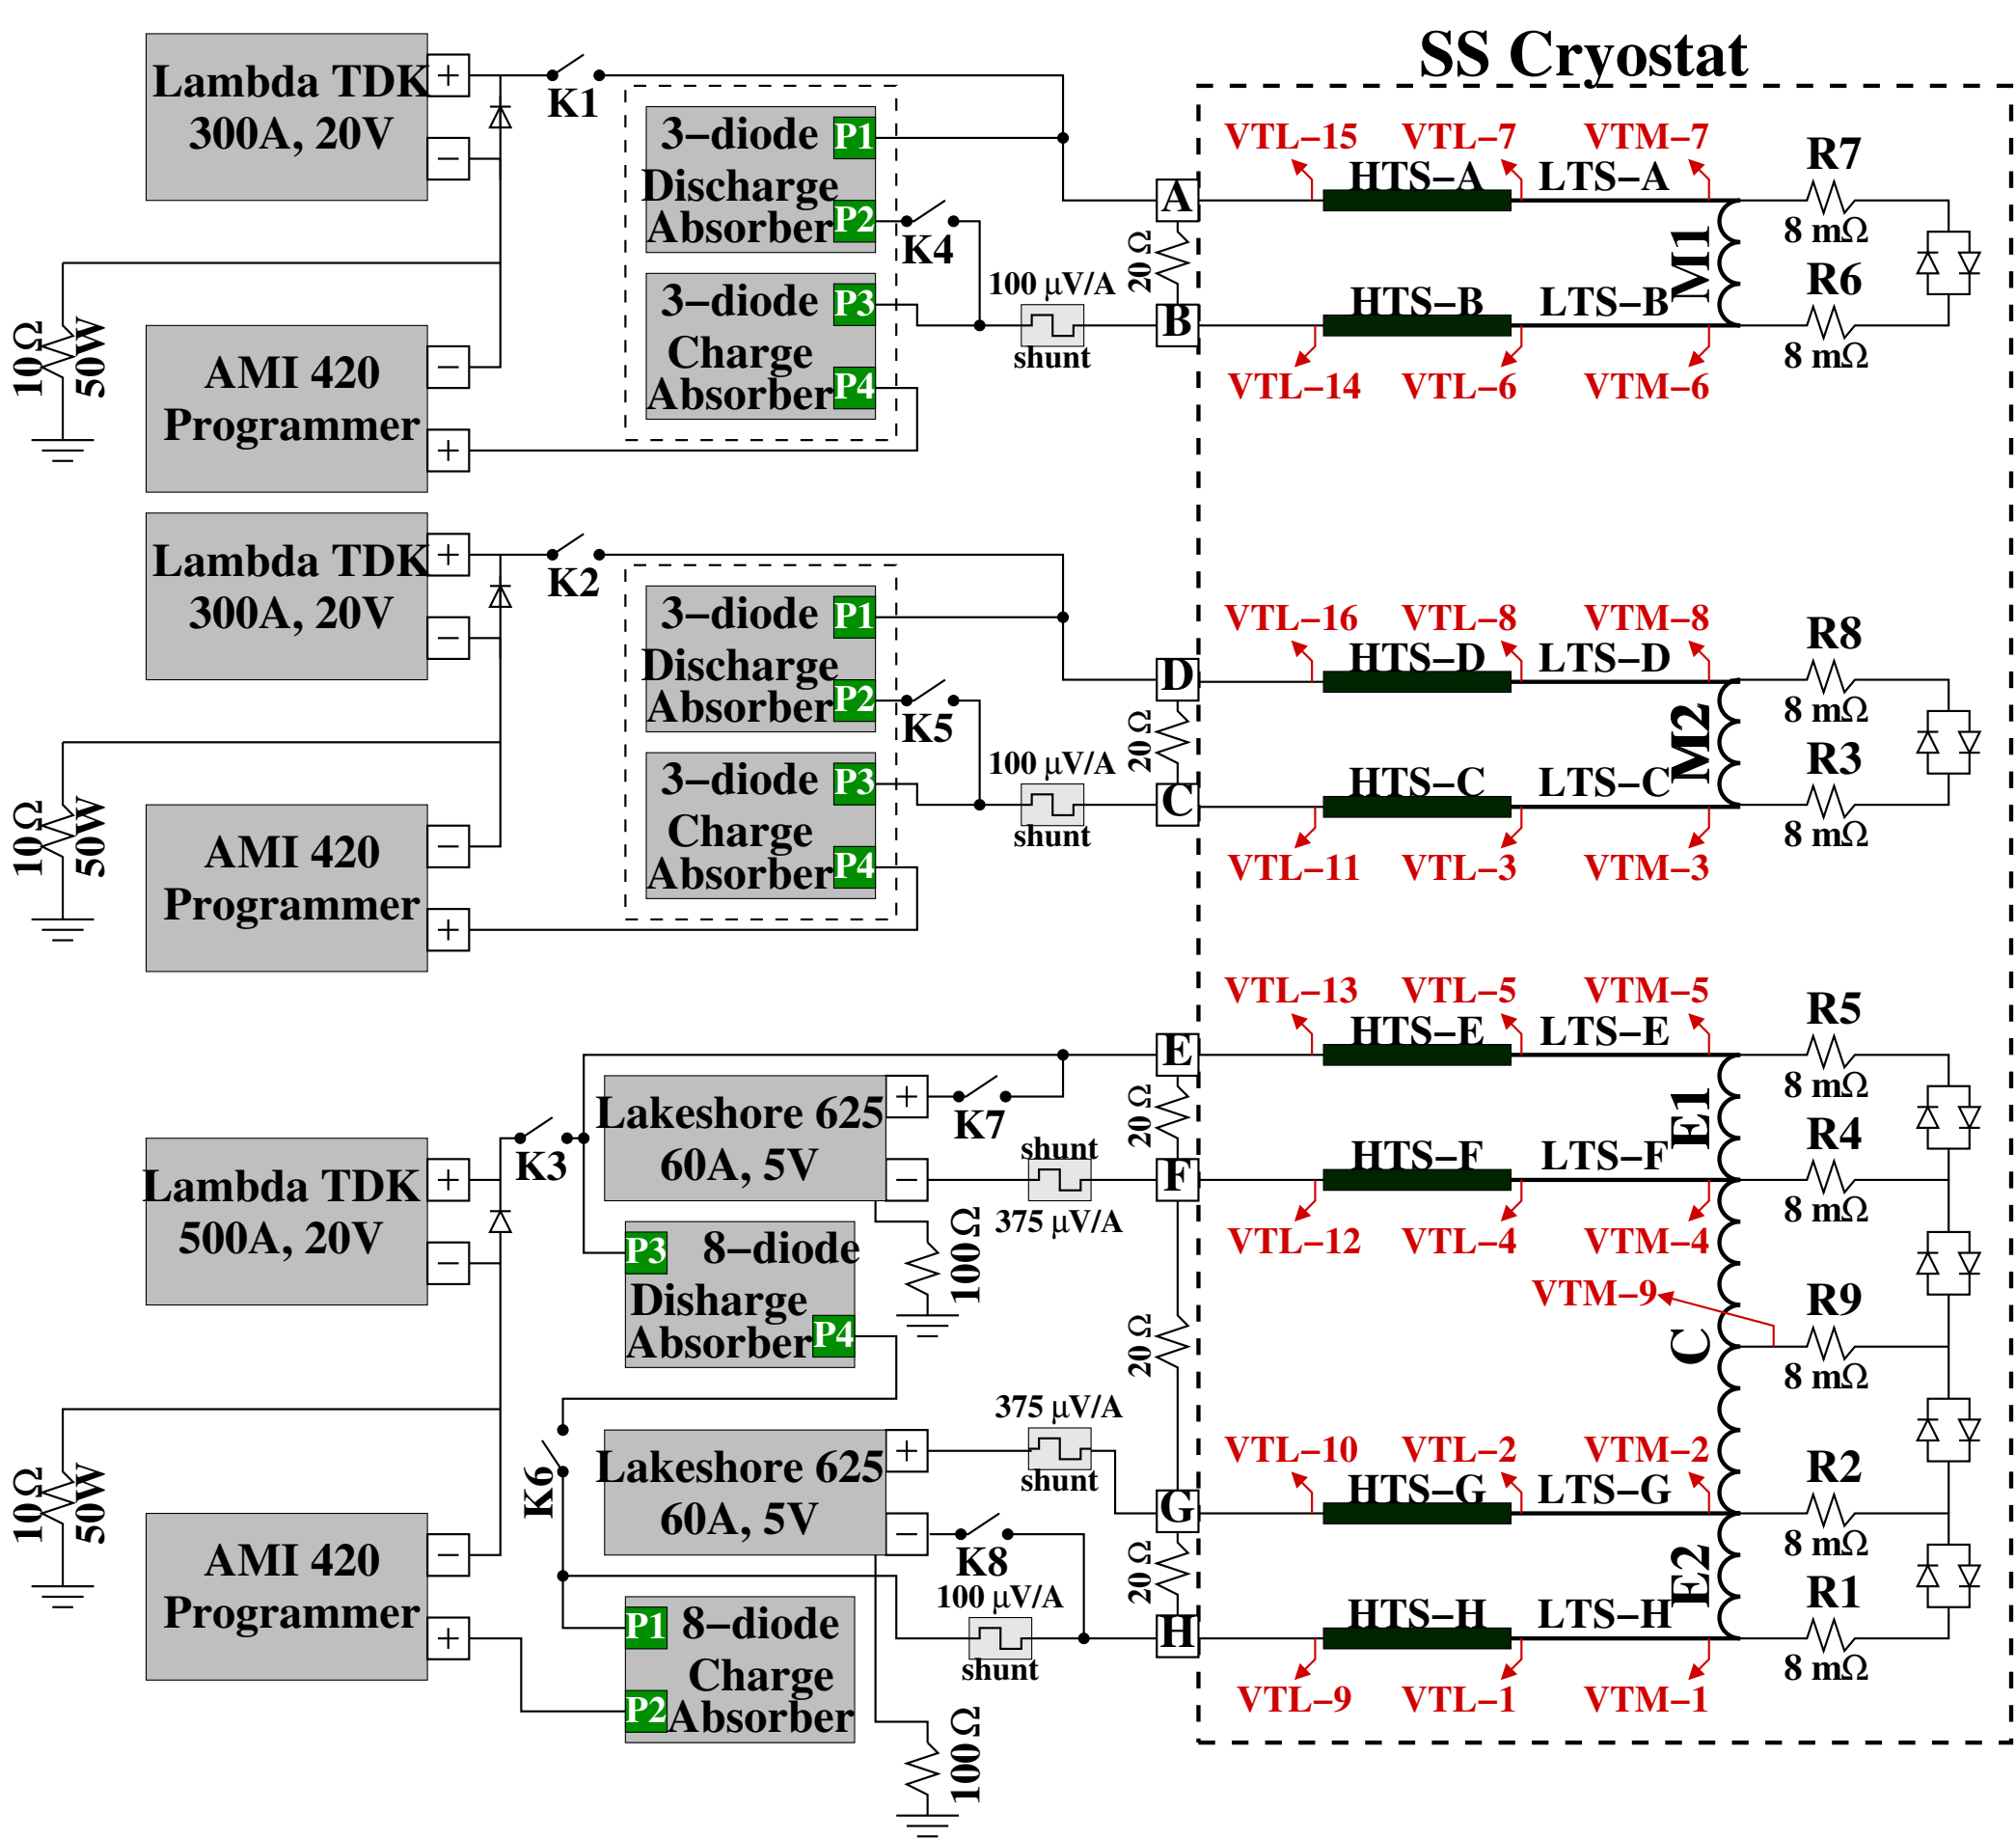 SS Cryostat
Lambda TDK
300A, 20V
+
−
K1
3−diode
Discharge
Absorber
P1
P2
K4
3−diode
Charge
Absorber
P3
P4
100 μV/A
shunt
20 Ω
A
B
VTL−15
VTL−7
VTM−7
HTS−A
LTS−A
R7
8 mΩ
M1
HTS−B
LTS−B
R6
8 mΩ
VTL−14
VTL−6
VTM−6
10Ω
50W
AMI 420
Programmer
−
+
Lambda TDK
300A, 20V
+
−
K2
3−diode
Discharge
Absorber
P1
P2
K5
3−diode
Charge
Absorber
P3
P4
100 μV/A
shunt
20 Ω
D
C
VTL−16
VTL−8
VTM−8
HTS−D
LTS−D
R8
8 mΩ
M2
HTS−C
LTS−C
R3
8 mΩ
VTL−11
VTL−3
VTM−3
10Ω
50W
AMI 420
Programmer
−
+
VTL−13
VTL−5
VTM−5
E
HTS−E
LTS−E
R5
8 mΩ
E1
Lakeshore 625
60A, 5V
+
−
K7
shunt
375 μV/A
20 Ω
F
HTS−F
LTS−F
R4
8 mΩ
VTL−12
VTL−4
VTM−4
K3
Lambda TDK
500A, 20V
+
−
P3
8−diode
Disharge
Absorber
P4
100 Ω
VTM−9
R9
8 mΩ
C
20 Ω
375 μV/A
shunt
K6
Lakeshore 625
60A, 5V
+
−
K8
G
VTL−10
VTL−2
VTM−2
HTS−G
LTS−G
R2
8 mΩ
E2
20 Ω
100 μV/A
shunt
H
HTS−H
LTS−H
R1
8 mΩ
VTL−9
VTL−1
VTM−1
10Ω
50W
AMI 420
Programmer
−
+
P1
8−diode
Charge
P2
Absorber
100 Ω